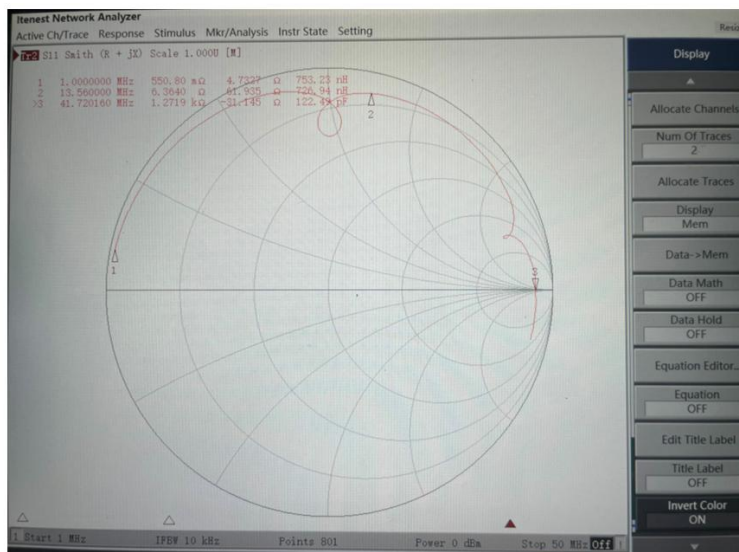 Itenest Network Analyzer
Active Ch/Trace Response Stimulus Mkr/Analysis Instr State Setting
Tr2 S11 Smith (R + jX) Scale 1.000U [M]
1 1.0000000 MHz 550.80 mΩ 4.7327 Ω 753.23 nH
2 13.560000 MHz 6.3640 Ω 61.935 Ω 726.94 nH
>3 41.720160 MHz 1.2719 kΩ -31.145 Ω 122.49 pF
2
1
3
Display
Allocate Channels
Num Of Traces
2
Allocate Traces
Display
Mem
Data->Mem
Data Math
OFF
Data Hold
OFF
Equation Editor..
Equation
OFF
Edit Title Label
Title Label
OFF
Invert Color
ON
1 Start 1 MHz IFBW 10 kHz Points 801 Power 0 dBm Stop 50 MHz Off